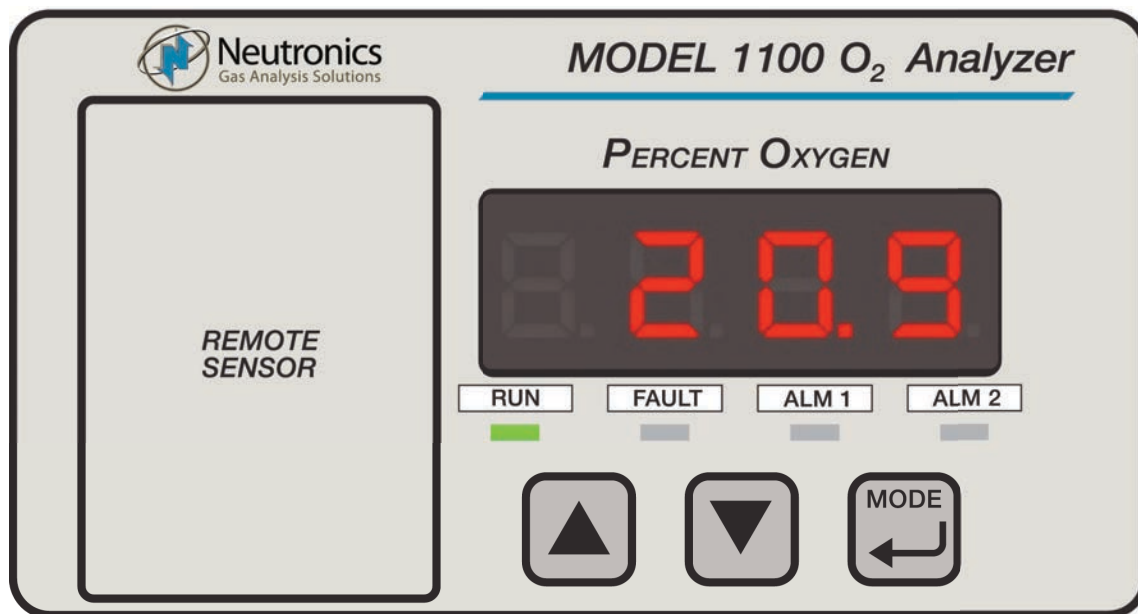 Neutronics
Gas Analysis Solutions
MODEL 1100 O₂ Analyzer
PERCENT OXYGEN
20.9
REMOTE
SENSOR
RUN FAULT ALM 1 ALM 2
MODE